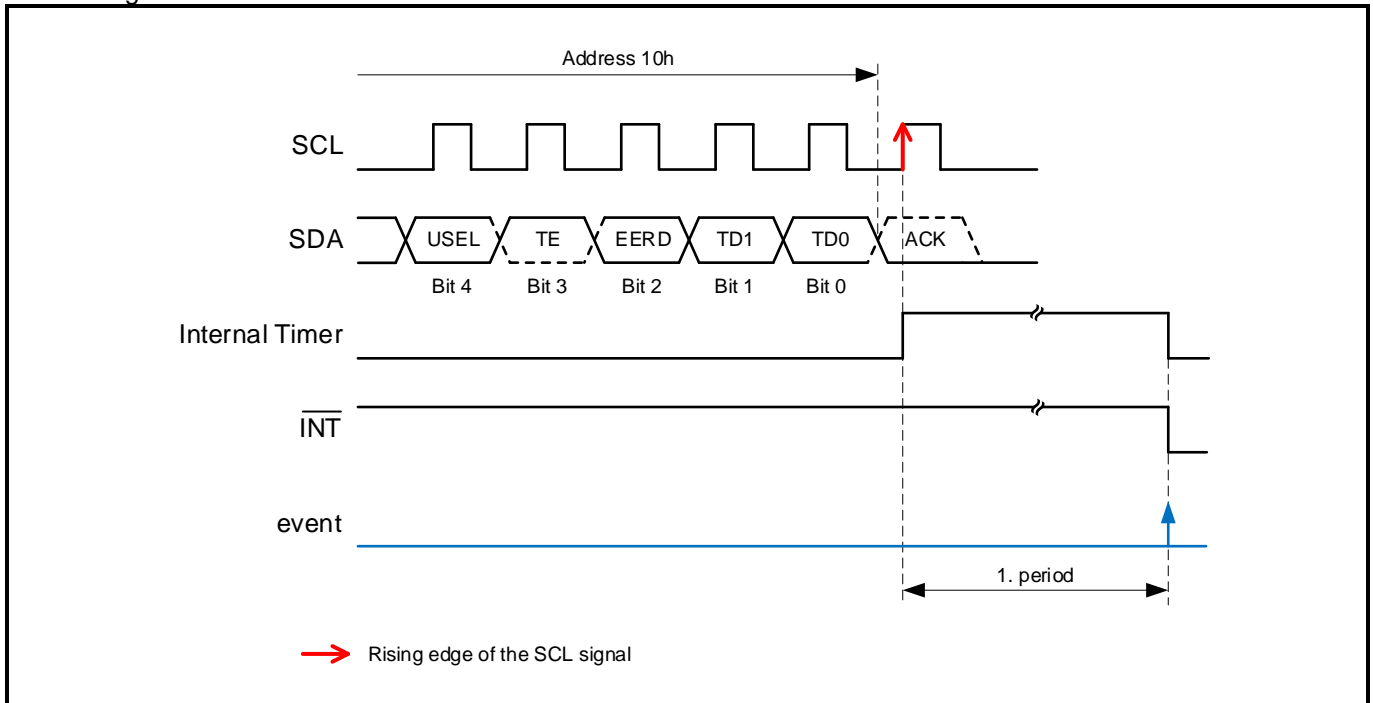 Address 10h
SCL
SDA USEL TE EERD TD1 TD0 ACK
Bit 4 Bit 3 Bit 2 Bit 1 Bit 0
Internal Timer
INT
event
1. period
Rising edge of the SCL signal